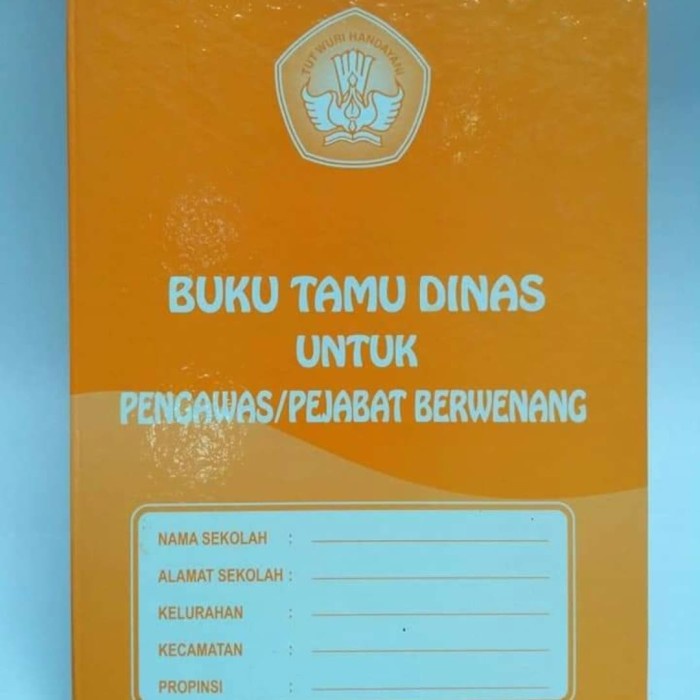 TUT WURI HANDAYANI
BUKU TAMU DINAS
UNTUK
PENGAWAS/PEJABAT BERWENANG
NAMA SEKOLAH :
ALAMAT SEKOLAH :
KELURAHAN :
KECAMATAN :
PROPINSI :